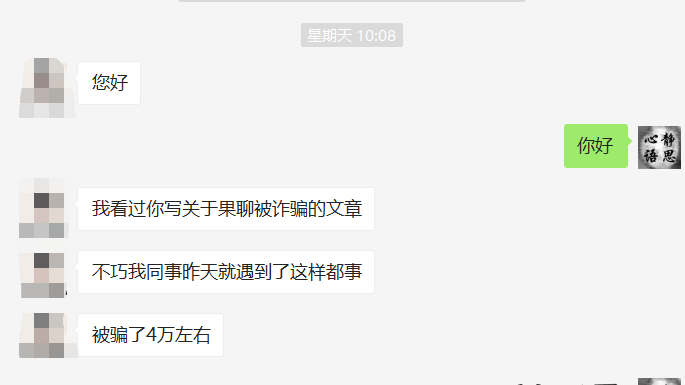 星期天 10:08
您好
你好
静思
心语
我看过你写关于果聊被诈骗的文章
不巧我同事昨天就遇到了这样都事
被骗了4万左右